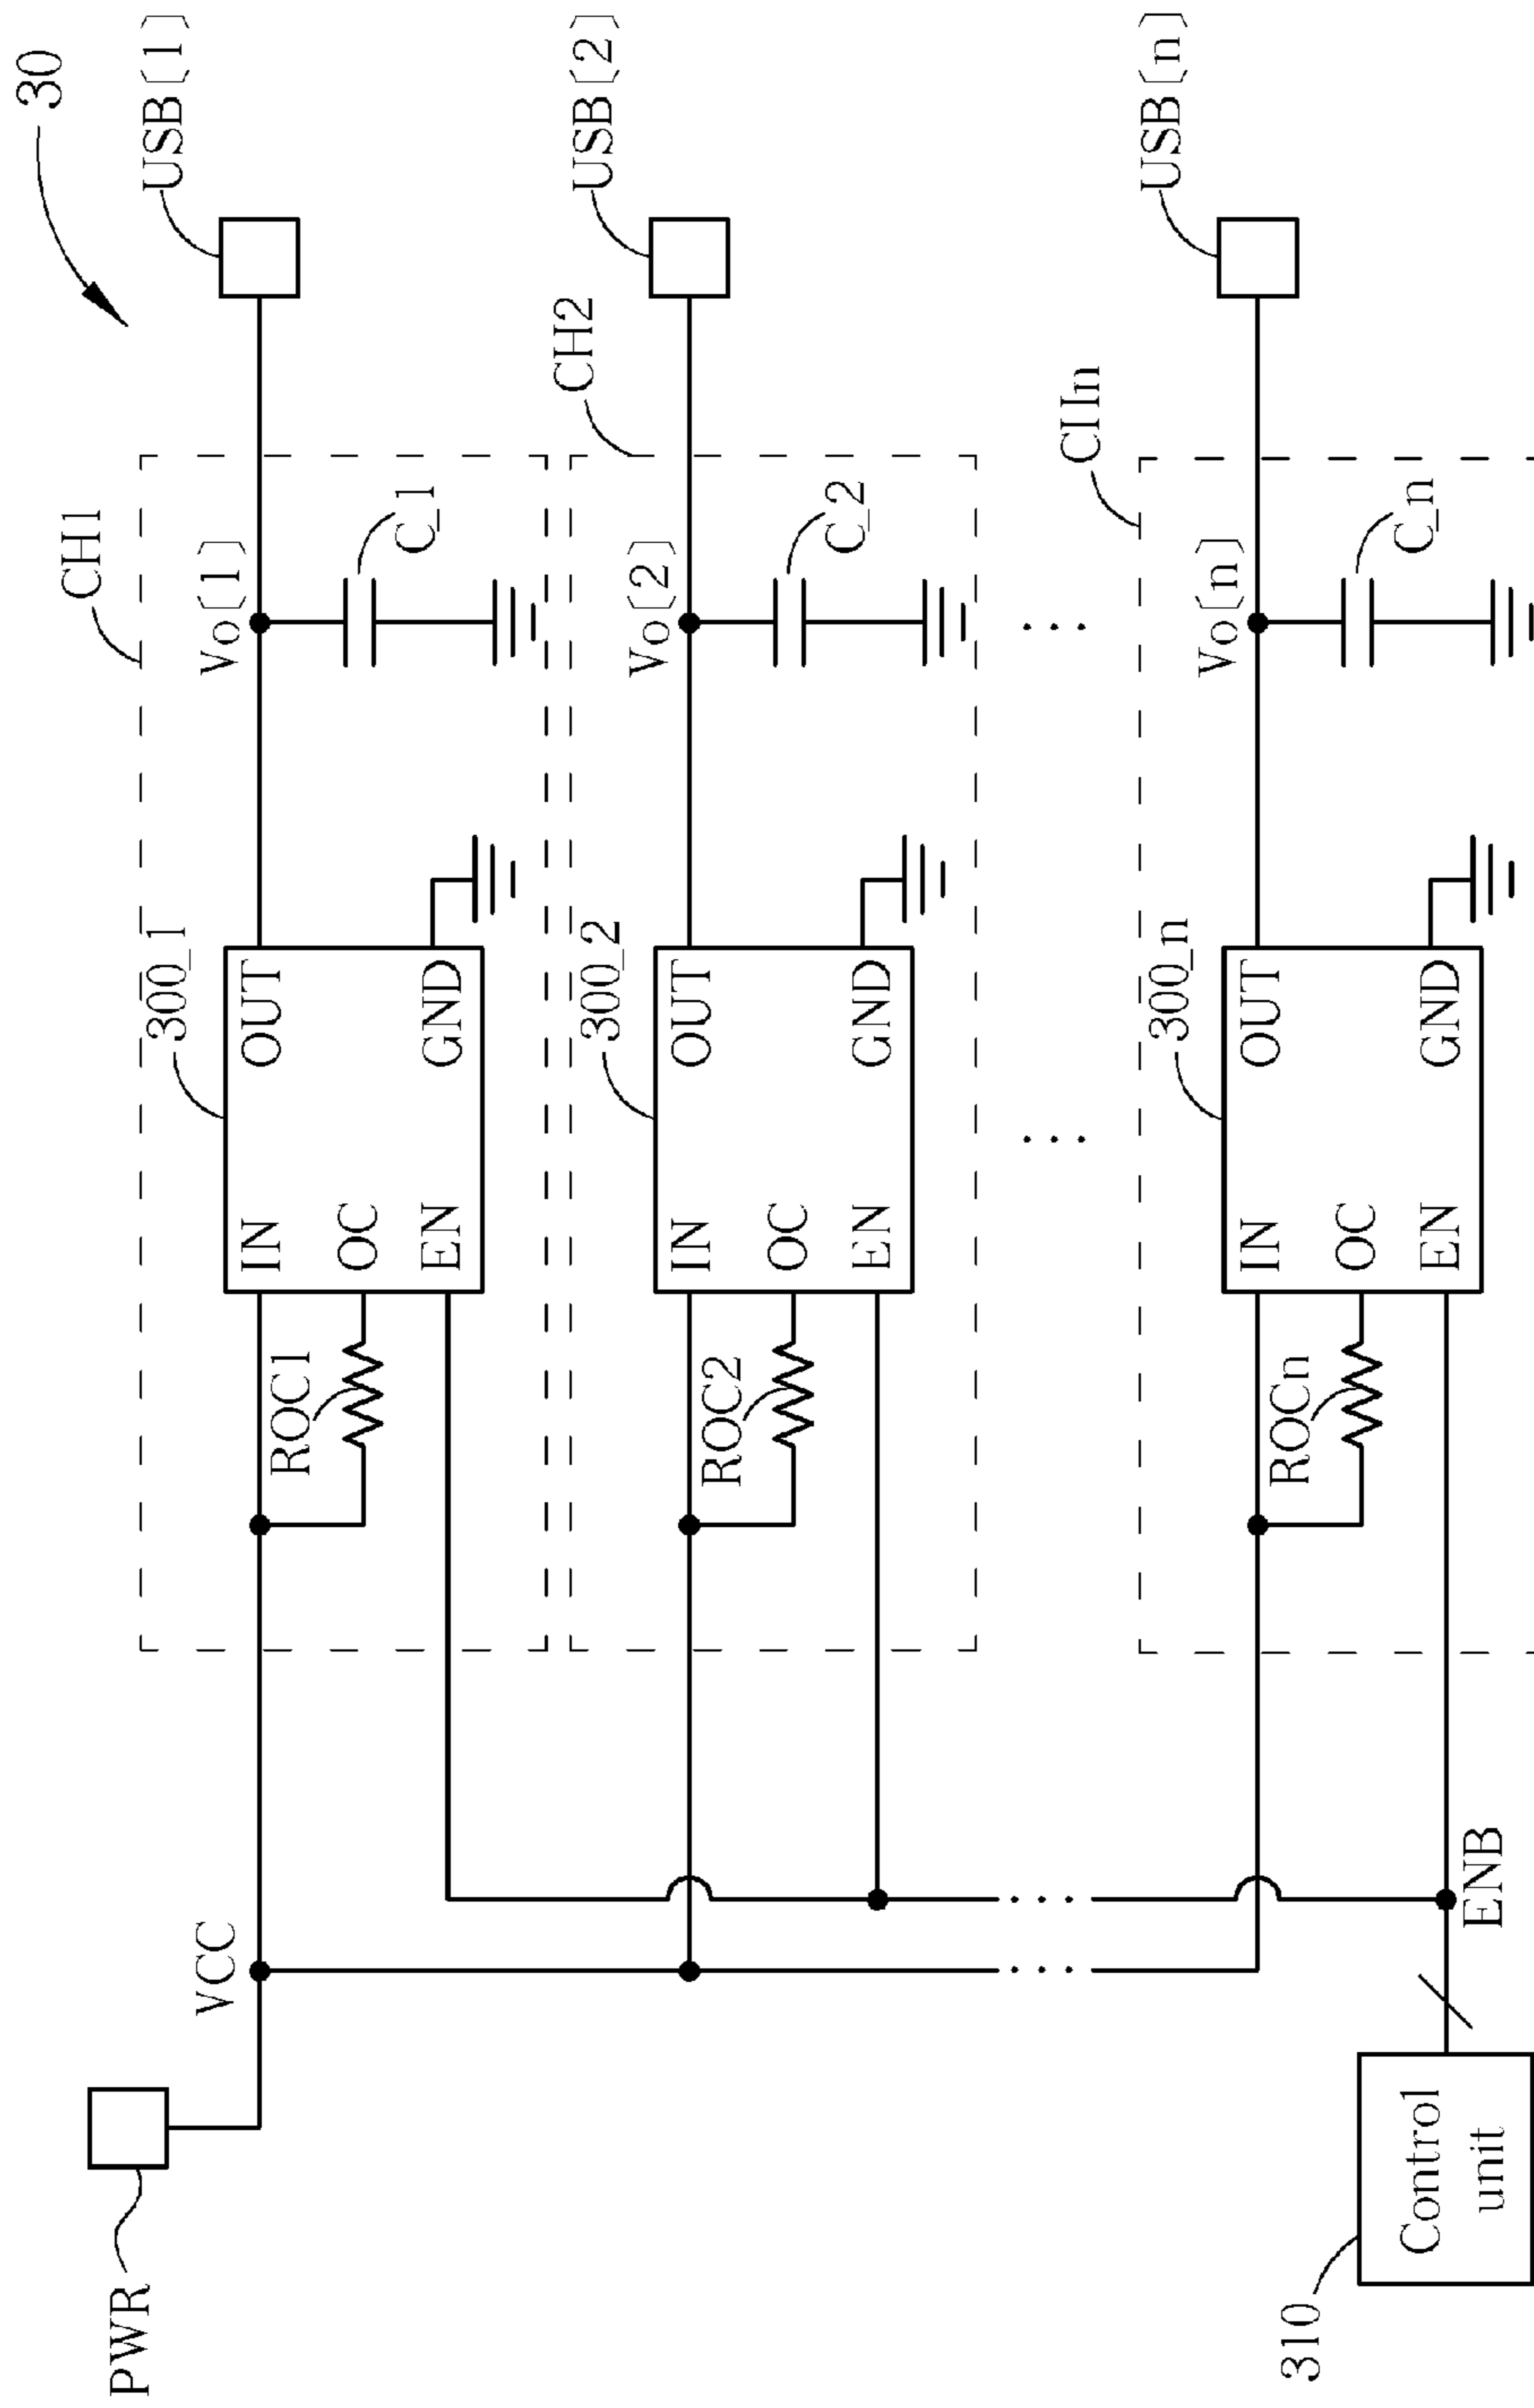 30
USB(1)
CH1
Vo(1)
C_1
300_1
IN
OUT
OC
EN
GND
ROC1
VCC
PWR
USB(2)
CH2
Vo(2)
C_2
300_2
IN
OUT
OC
EN
GND
ROC2
...
...
...
...
USB(n)
CHn
Vo(n)
C_n
300_n
IN
OUT
OC
EN
GND
ROCn
ENB
Control
unit
310